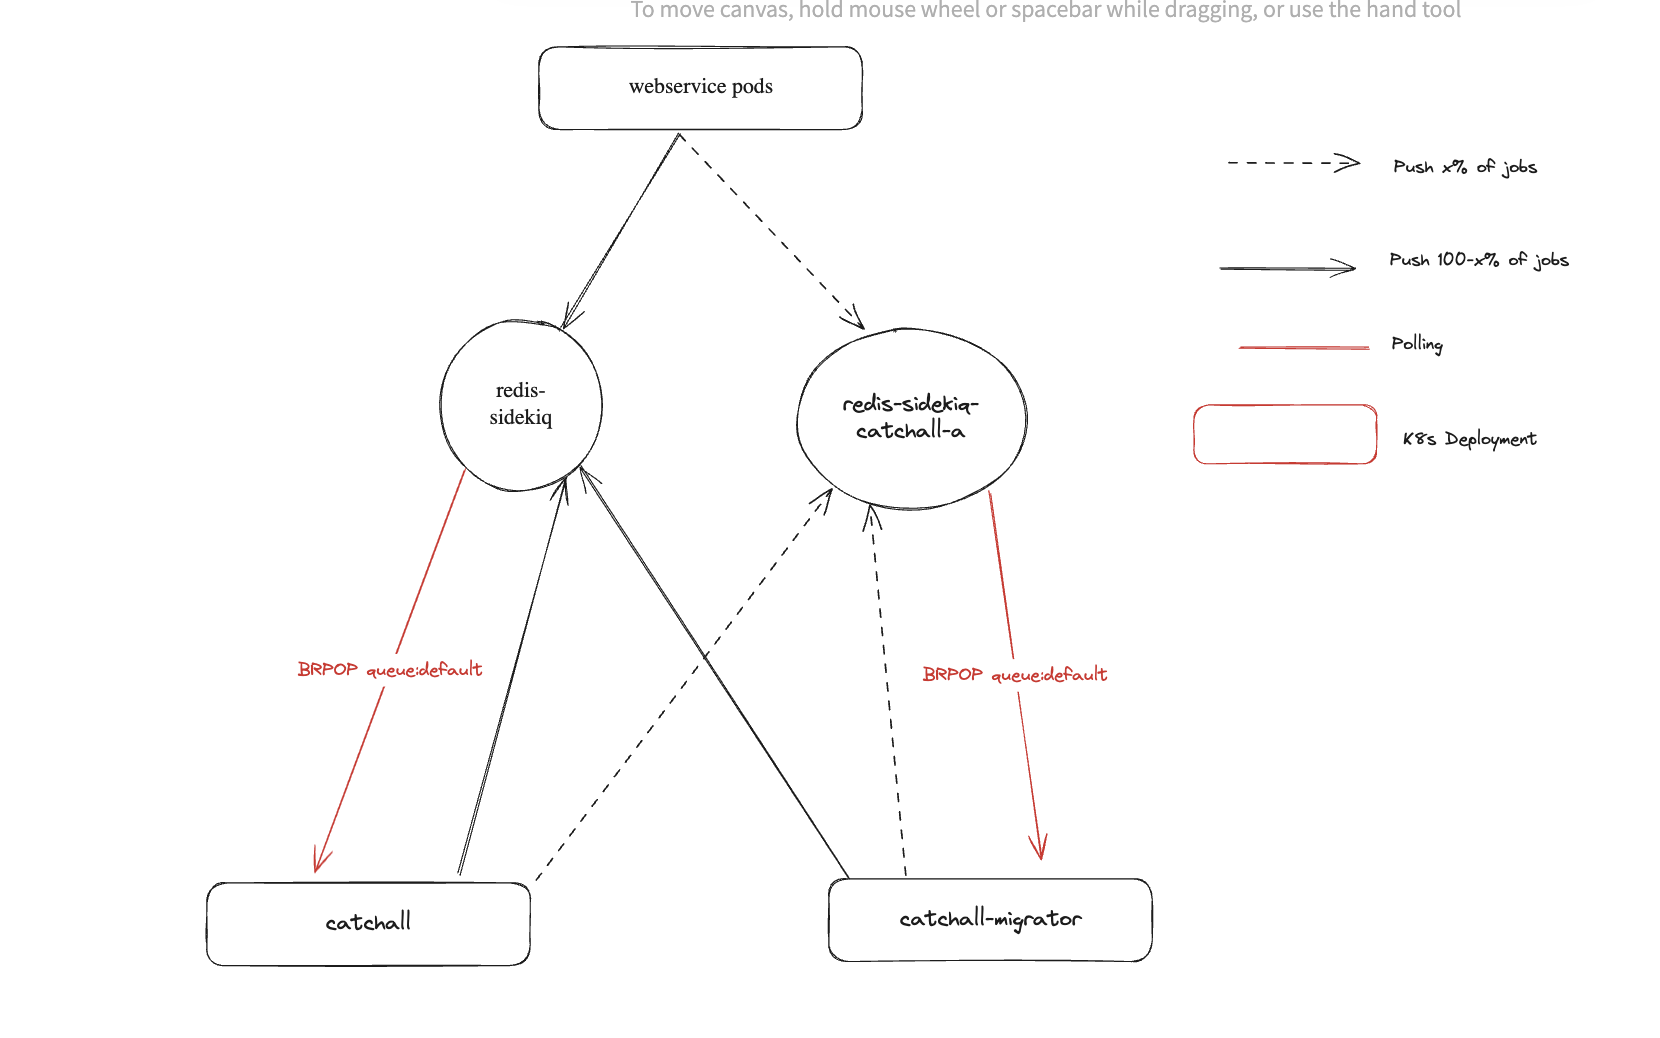 To move canvas, hold mouse wheel or spacebar while dragging, or use the hand tool
webservice pods
Push x% of jobs
Push 100-x% of jobs
Polling
K8s Deployment
redis-
sidekiq
redis-sidekiq-
catchall-a
BRPOP queue:default
BRPOP queue:default
catchall
catchall-migrator